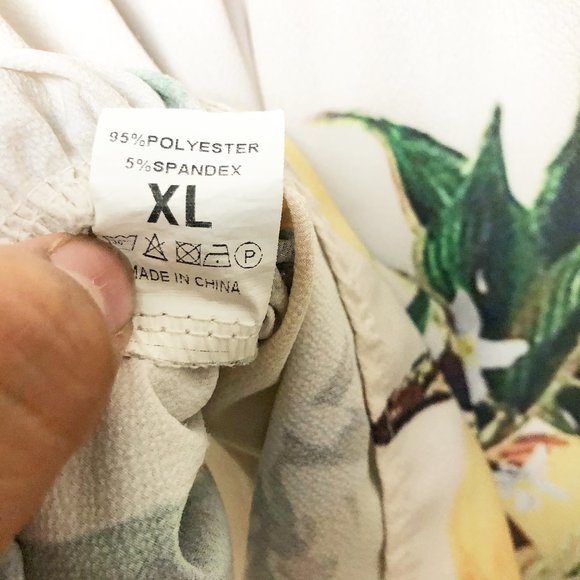 95%POLYESTER
5%SPANDEX
XL
P
MADE IN CHINA